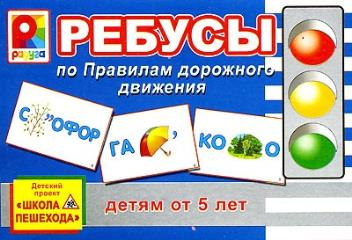 Р
радуга
РЕБУСЫ
по Правилам дорожного
движения
С ”ОФОР
ГА ’
КО О
Детский
проект
«ШКОЛА
ПЕШЕХОДА»
детям от 5 лет